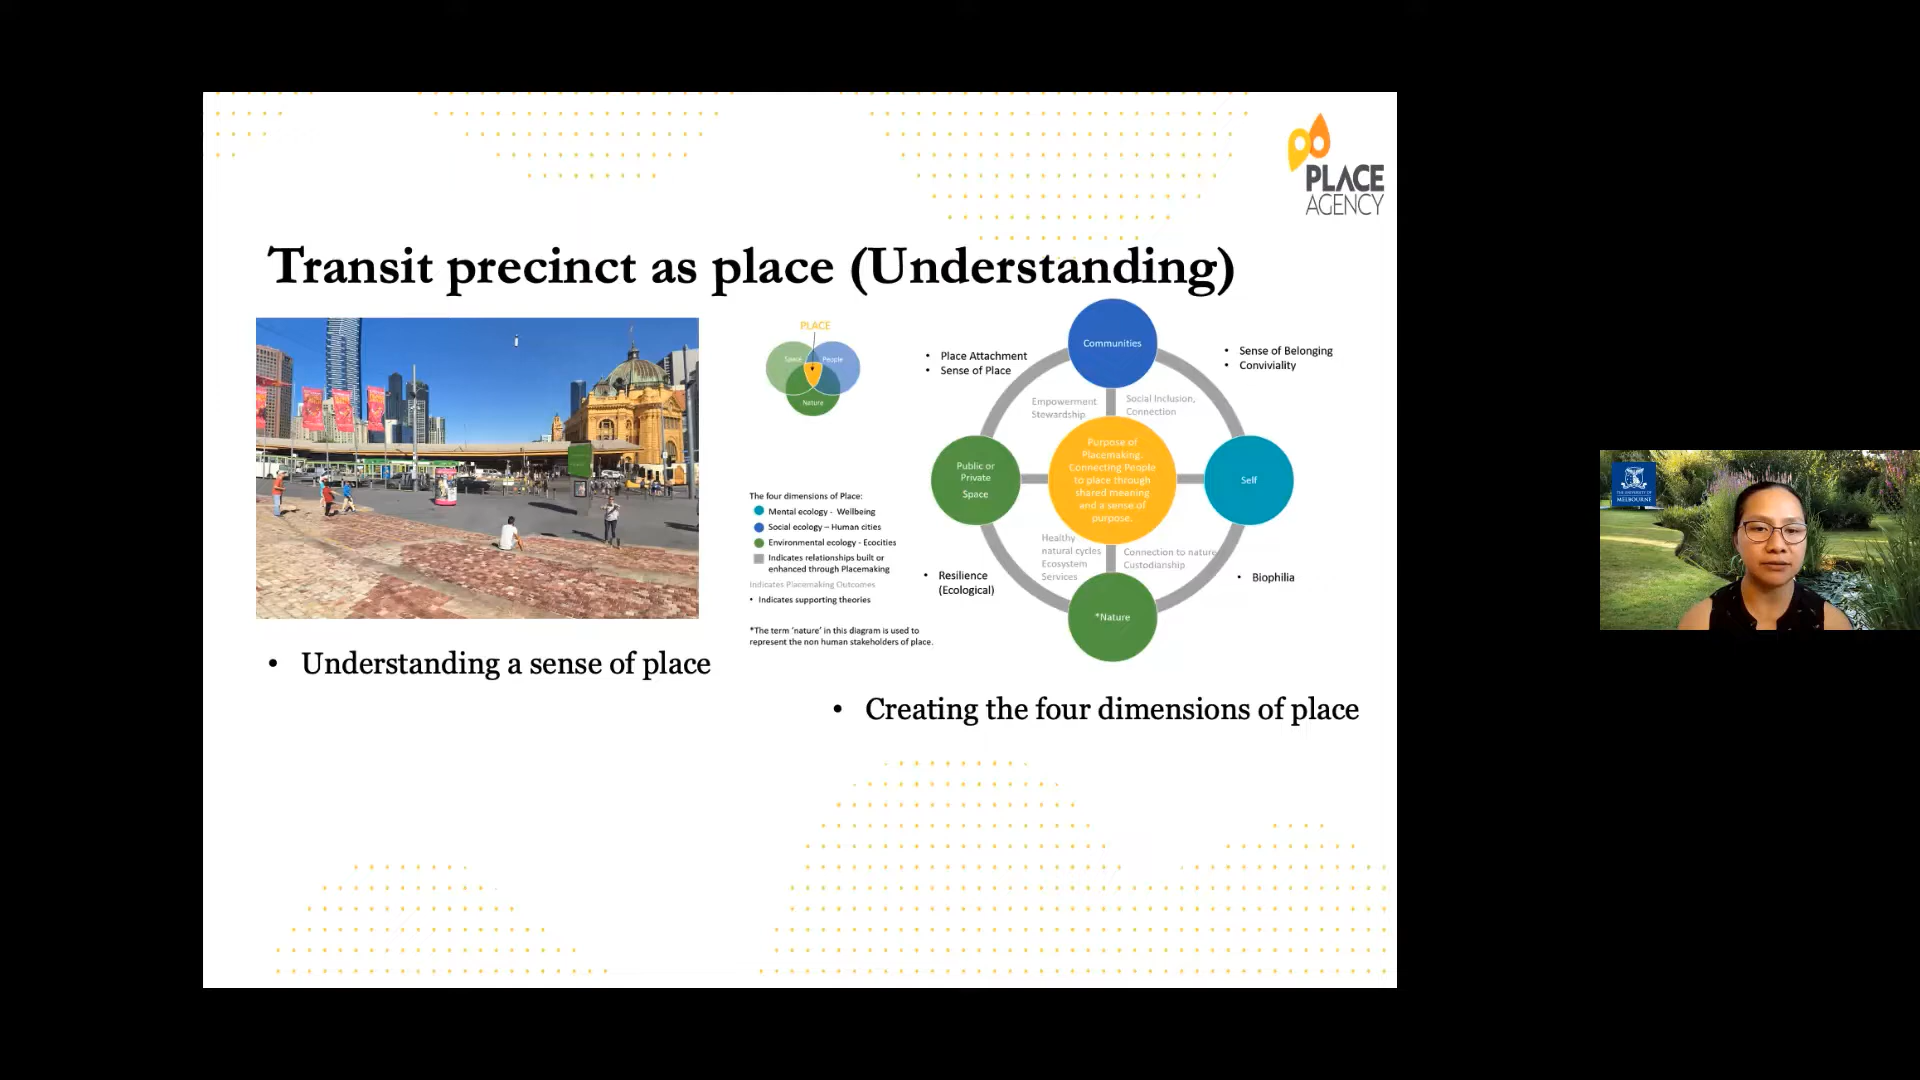 PLACE
AGENCY
Transit precinct as place (Understanding)
PLACE
Space
People
Nature
The four dimensions of Place:
Mental ecology - Wellbeing
Social ecology – Human cities
Environmental ecology - Ecocities
Indicates relationships built or
enhanced through Placemaking
Indicates Placemaking Outcomes
• Indicates supporting theories
*The term ‘nature’ in this diagram is used to
represent the non human stakeholders of place.
Communities
• Place Attachment
• Sense of Place
• Sense of Belonging
• Conviviality
Empowerment
Stewardship
Social Inclusion,
Connection
Public or
Private
Space
Purpose of
Placemaking.
Connecting People
to place through
shared meaning
and a sense of
purpose.
Self
Healthy
natural cycles
Ecosystem
Services
Connection to nature
Custodianship
• Resilience
(Ecological)
• Biophilia
*Nature
• Understanding a sense of place
• Creating the four dimensions of place
THE UNIVERSITY OF
MELBOURNE